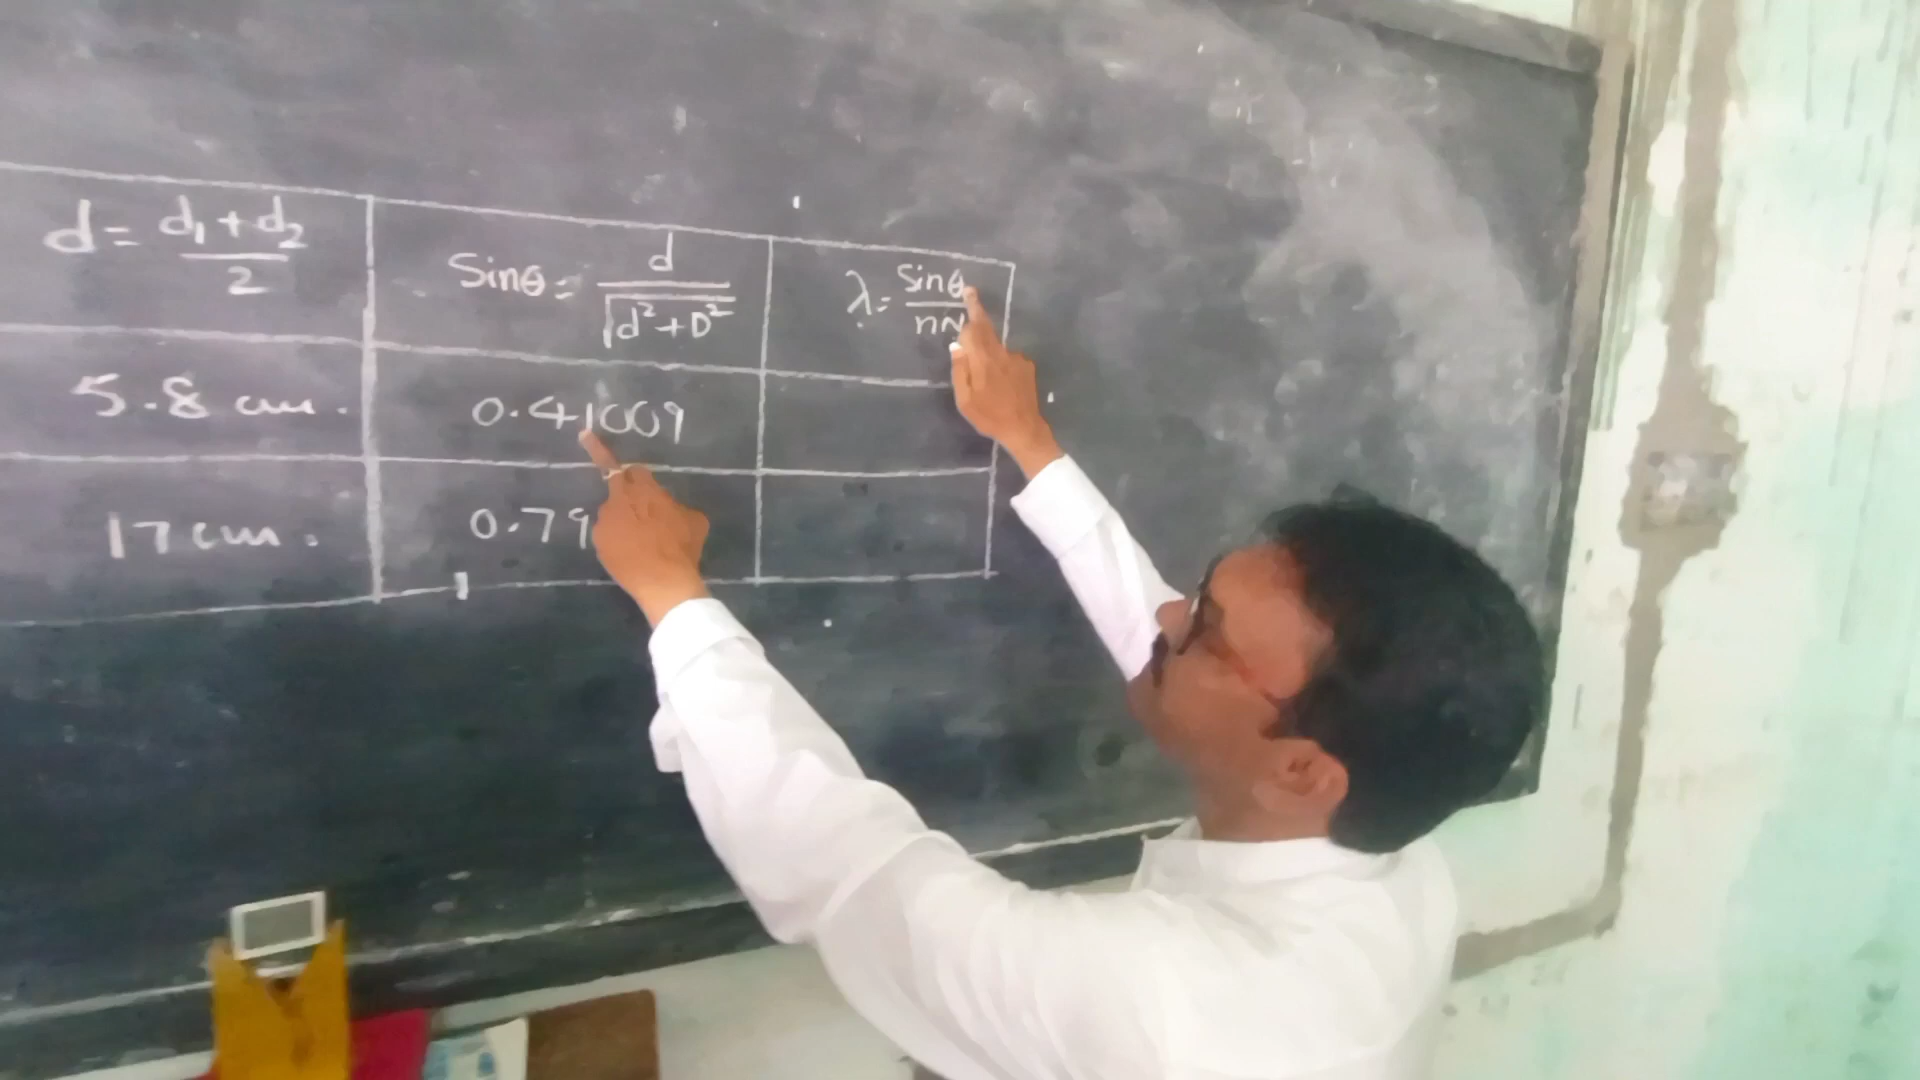 d = d₁ + d₂ / 2
Sinθ = d / √d² + D²
λ = Sinθ / nN
5.8 cm.
0.41009
17 cm.
0.79